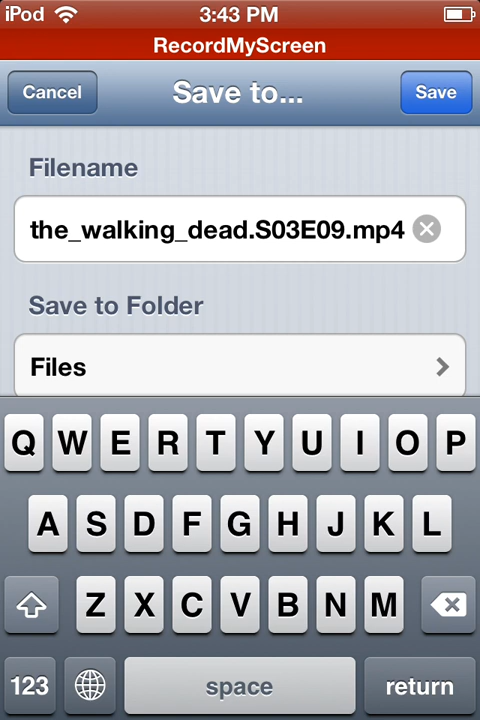 iPod 3:43 PM
RecordMyScreen
Cancel Save to... Save
Filename
the_walking_dead.S03E09.mp4
Save to Folder
Files
Q W E R T Y U I O P
A S D F G H J K L
Z X C V B N M
123 space return